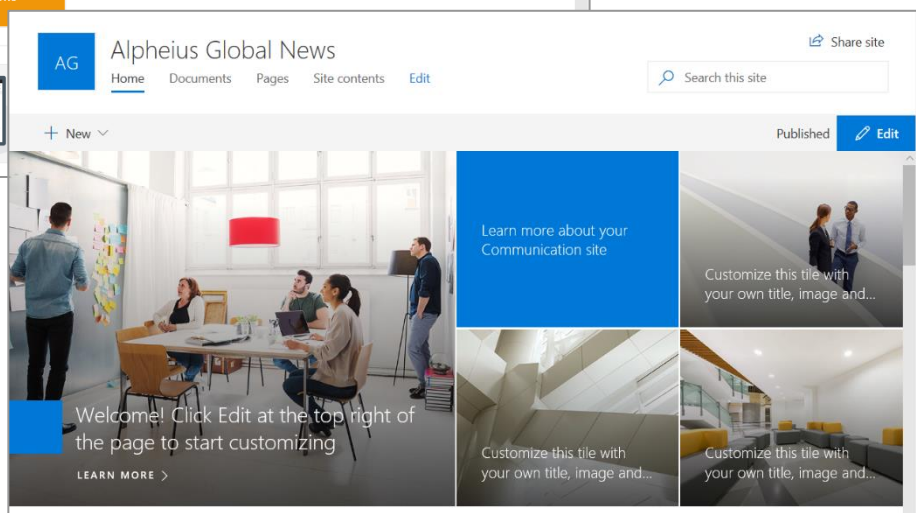 AG
Alpheius Global News
Home Documents Pages Site contents Edit
Share site
Search this site
+ New
Published
Edit
Welcome! Click Edit at the top right of
the page to start customizing
LEARN MORE >
Learn more about your
Communication site
Customize this tile with
your own title, image and...
Customize this tile with
your own title, image and...
Customize this tile with
your own title, image and...